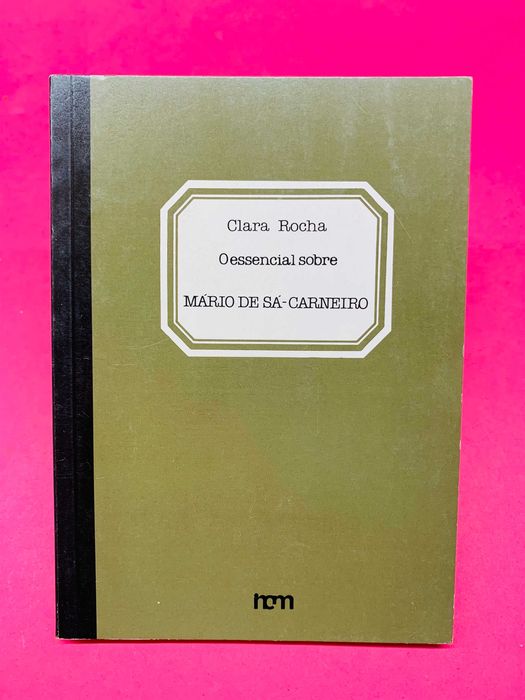 Clara Rocha
O essencial sobre
MÁRIO DE SÁ-CARNEIRO
incm